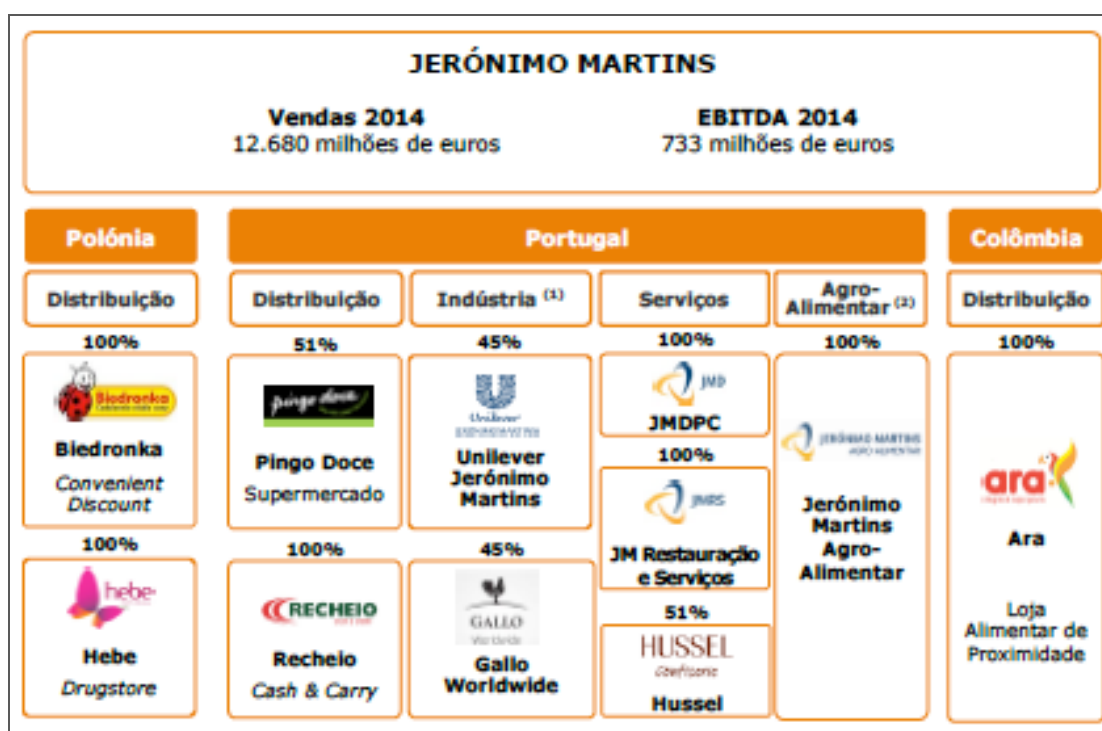 JERÓNIMO MARTINS
Vendas 2014
12.680 milhões de euros
EBITDA 2014
733 milhões de euros
Polónia
Portugal
Colômbia
Distribuição
Distribuição
Indústria (1)
Serviços
Agro-
Alimentar (2)
Distribuição
100%
Biedronka
Biedronka
Convenient
Discount
100%
hebe
Hebe
Drugstore
51%
pingo doce
Pingo Doce
Supermercado
100%
RECHEIO
Recheio
Cash & Carry
45%
Unilever
Unilever
Jerónimo
Martins
45%
GALLO
Worldwide
Gallo
Worldwide
100%
JMD
JMDPC
100%
JMRS
JM Restauração
e Serviços
51%
HUSSEL
Confiserie
Hussel
100%
JERÓNIMO MARTINS
AGRO ALIMENTAR
Jerónimo
Martins
Agro-
Alimentar
100%
ara
Ara
Loja
Alimentar de
Proximidade